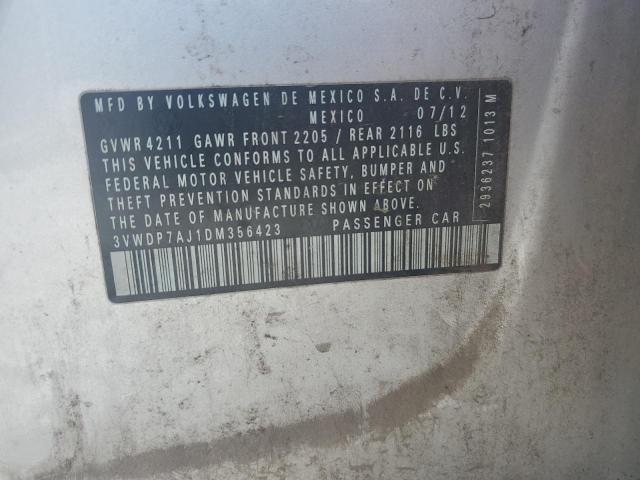 MFD BY VOLKSWAGEN DE MEXICO S.A. DE C.V.
MEXICO 07/12
GVWR 4211 GAWR FRONT 2205 / REAR 2116 LBS
THIS VEHICLE CONFORMS TO ALL APPLICABLE U.S.
FEDERAL MOTOR VEHICLE SAFETY, BUMPER AND
THEFT PREVENTION STANDARDS IN EFFECT ON
THE DATE OF MANUFACTURE SHOWN ABOVE.
3VWDP7AJ1DM356423 PASSENGER CAR
2936237 1013 M